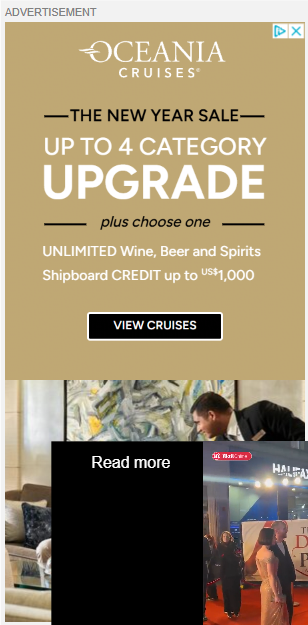 ADVERTISEMENT
OCEANIA
CRUISES®
THE NEW YEAR SALE
UP TO 4 CATEGORY
UPGRADE
plus choose one
UNLIMITED Wine, Beer and Spirits
Shipboard CREDIT up to US$1,000
VIEW CRUISES
Read more